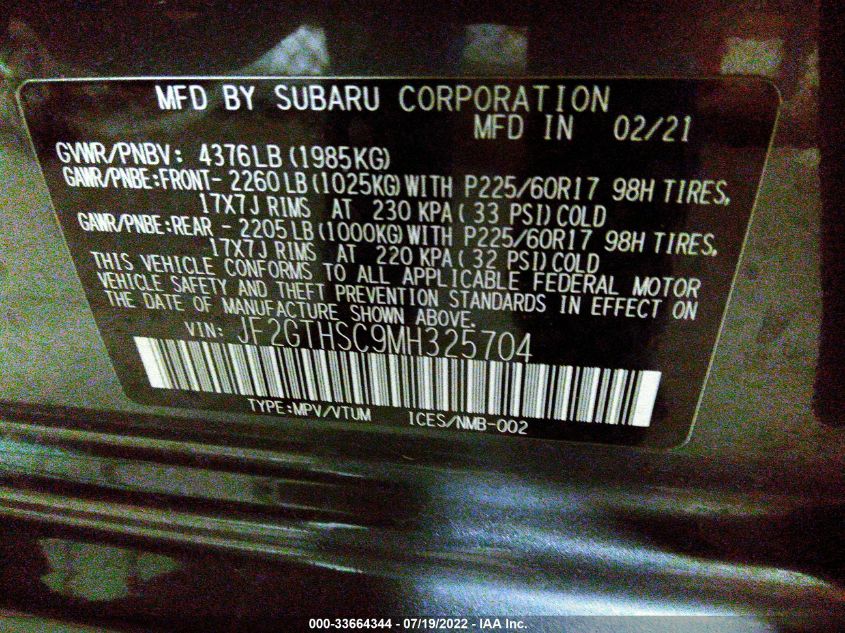 MFD BY SUBARU CORPORATION
MFD IN 02/21
GVWR/PNBV: 4376LB (1985KG)
GAWR/PNBE:FRONT- 2260LB (1025KG) WITH P225/60R17 98H TIRES,
17X7J RIMS AT 230 KPA( 33 PSI) COLD
GAWR/PNBE:REAR - 2205LB (1000KG) WITH P225/60R17 98H TIRES,
17X7J RIMS AT 220 KPA( 32 PSI) COLD
THIS VEHICLE CONFORMS TO ALL APPLICABLE FEDERAL MOTOR
VEHICLE SAFETY AND THEFT PREVENTION STANDARDS IN EFFECT ON
THE DATE OF MANUFACTURE SHOWN ABOVE.
VIN: JF2GTHSC9MH325704
TYPE:MPV/VTUM ICES/NMB-002
000-33664344 - 07/19/2022 - IAA Inc.